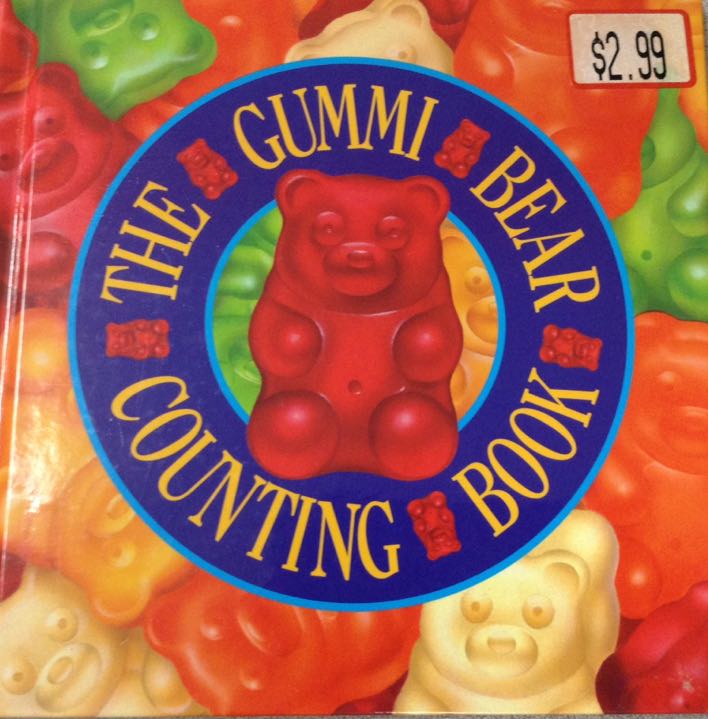 $2.99
THE GUMMI BEAR
COUNTING BOOK